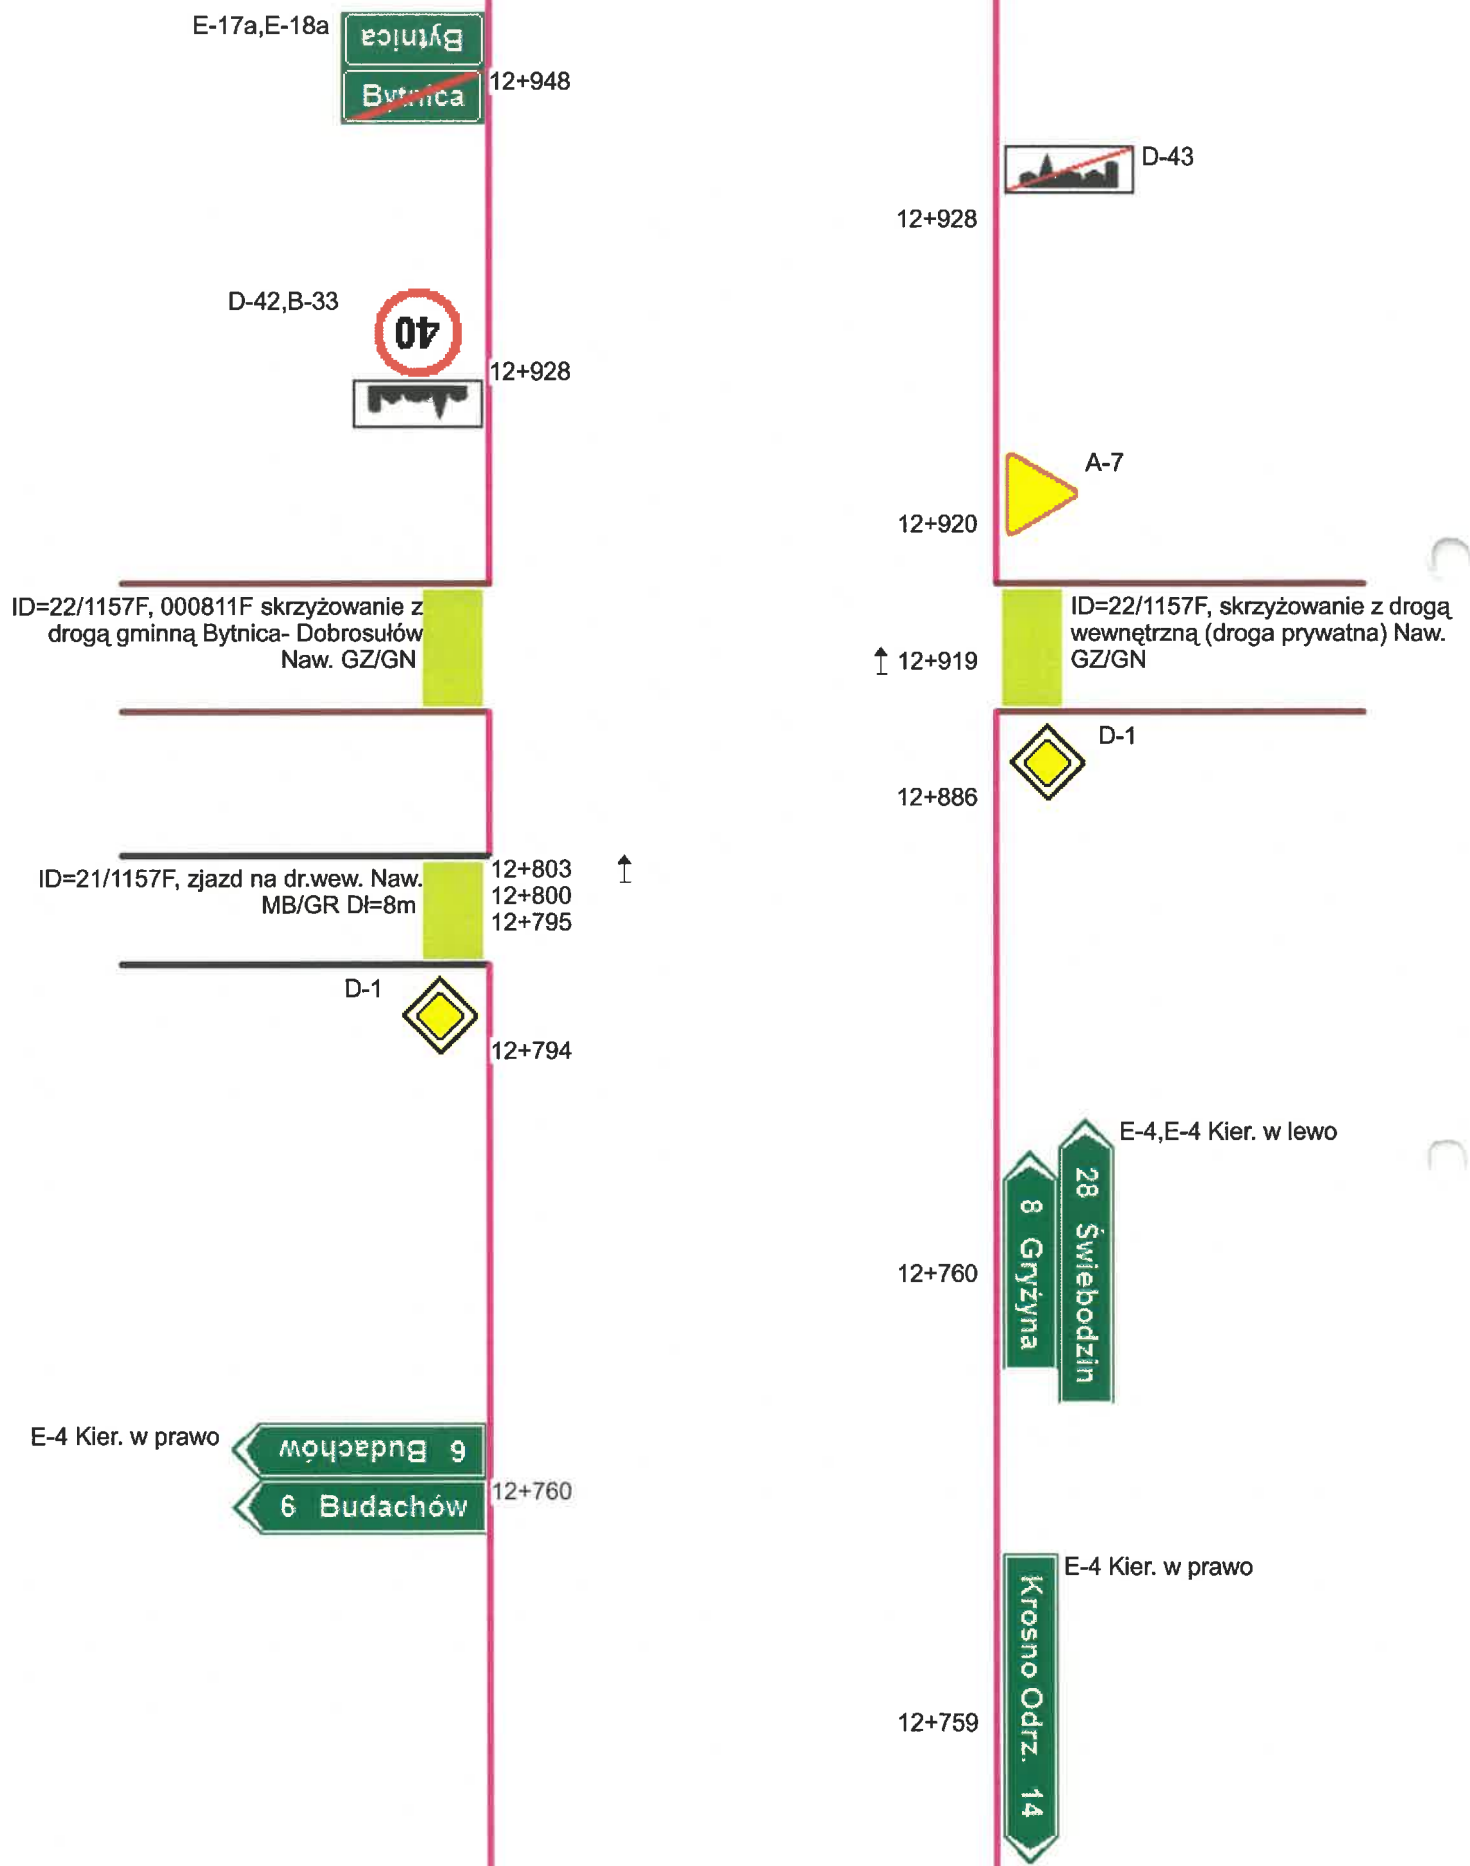 E-17a,E-18a
Bytnica
Bytnica
12+948
D-43
12+928
D-42,B-33
40
12+928
A-7
12+920
ID=22/1157F, 000811F skrzyżowanie z
drogą gminną Bytnica- Dobrosułów
Naw. GZ/GN
12+919
ID=22/1157F, skrzyżowanie z drogą
wewnętrzną (droga prywatna) Naw.
GZ/GN
D-1
12+886
ID=21/1157F, zjazd na dr.wew. Naw.
MB/GR Dł=8m
12+803
12+800
12+795
D-1
12+794
E-4,E-4 Kier. w lewo
28 Świebodzin
8 Gryżyna
12+760
E-4 Kier. w prawo
6 Budachów
6 Budachów
12+760
E-4 Kier. w prawo
Krosno Odrz. 14
12+759